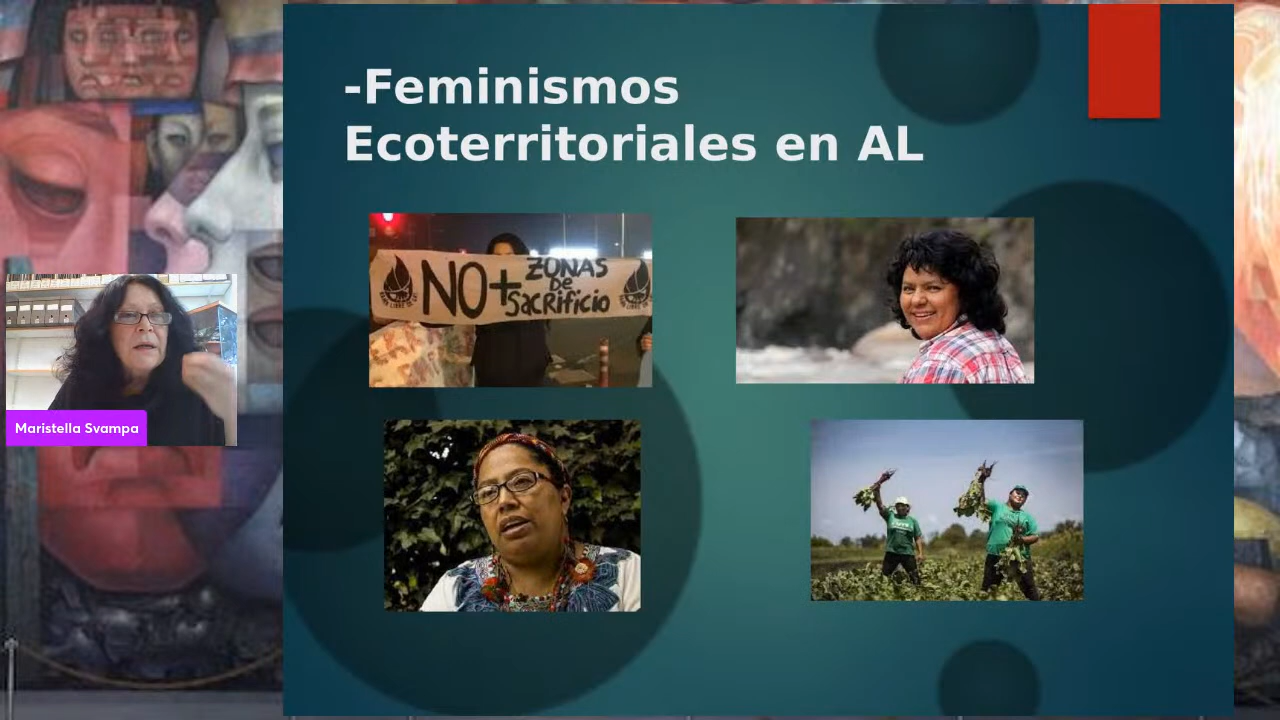 -Feminismos
Ecoterritoriales en AL
NO+ ZONAS
De
Sacrificio
Maristella Svampa